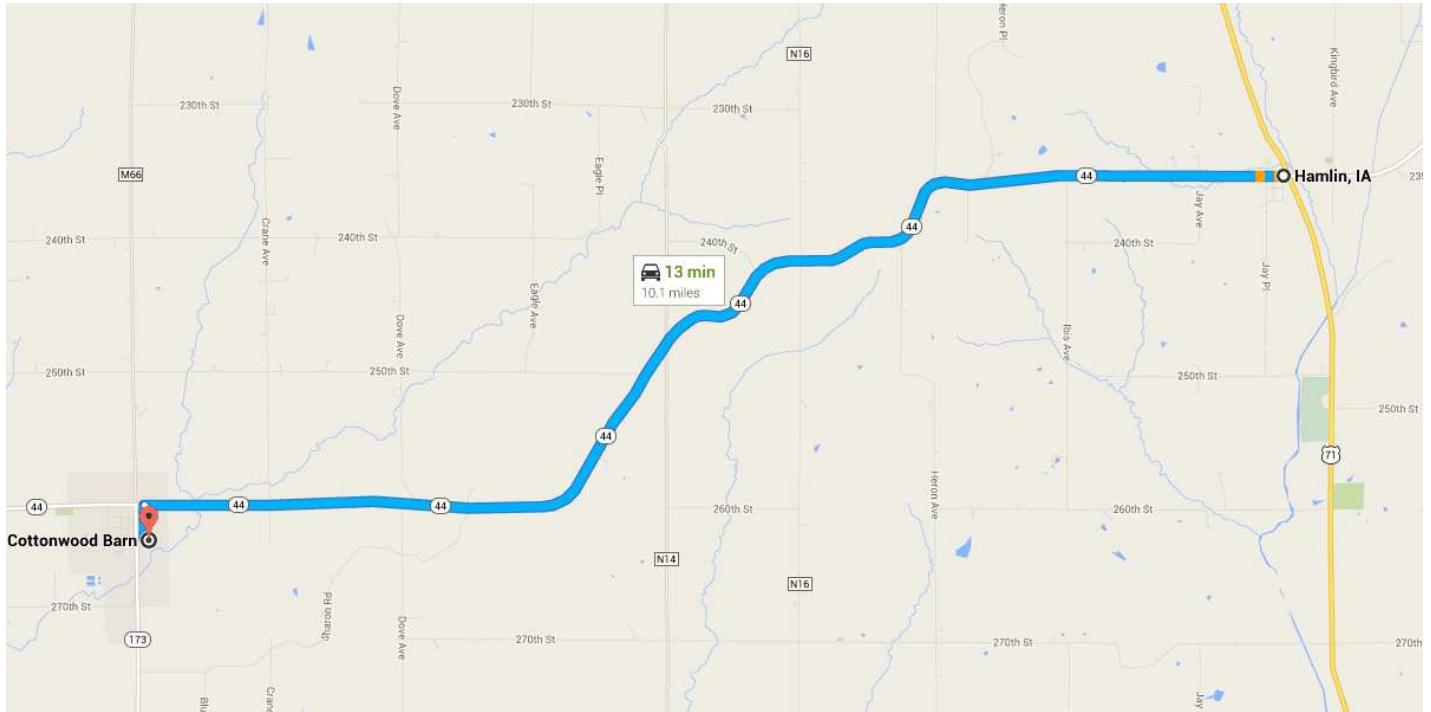 Heron Pl
N16
Kingbird Ave
Dove Ave
230th St
230th St
230th St
M66
Eagle Pl
44
Hamlin, IA
Jay Ave
Crane Ave
44
240th St
240th St
240th St
240th St
13 min
10.1 miles
Jay Pl
Eagle Ave
44
Dove Ave
Ibis Ave
250th St
250th St
250th St
250th St
44
71
Heron Ave
44
44
44
260th St
260th St
Cottonwood Barn
N14
N16
270th St
Sharon Rd
Dove Ave
173
270th St
270th St
270th
Crane
Jay